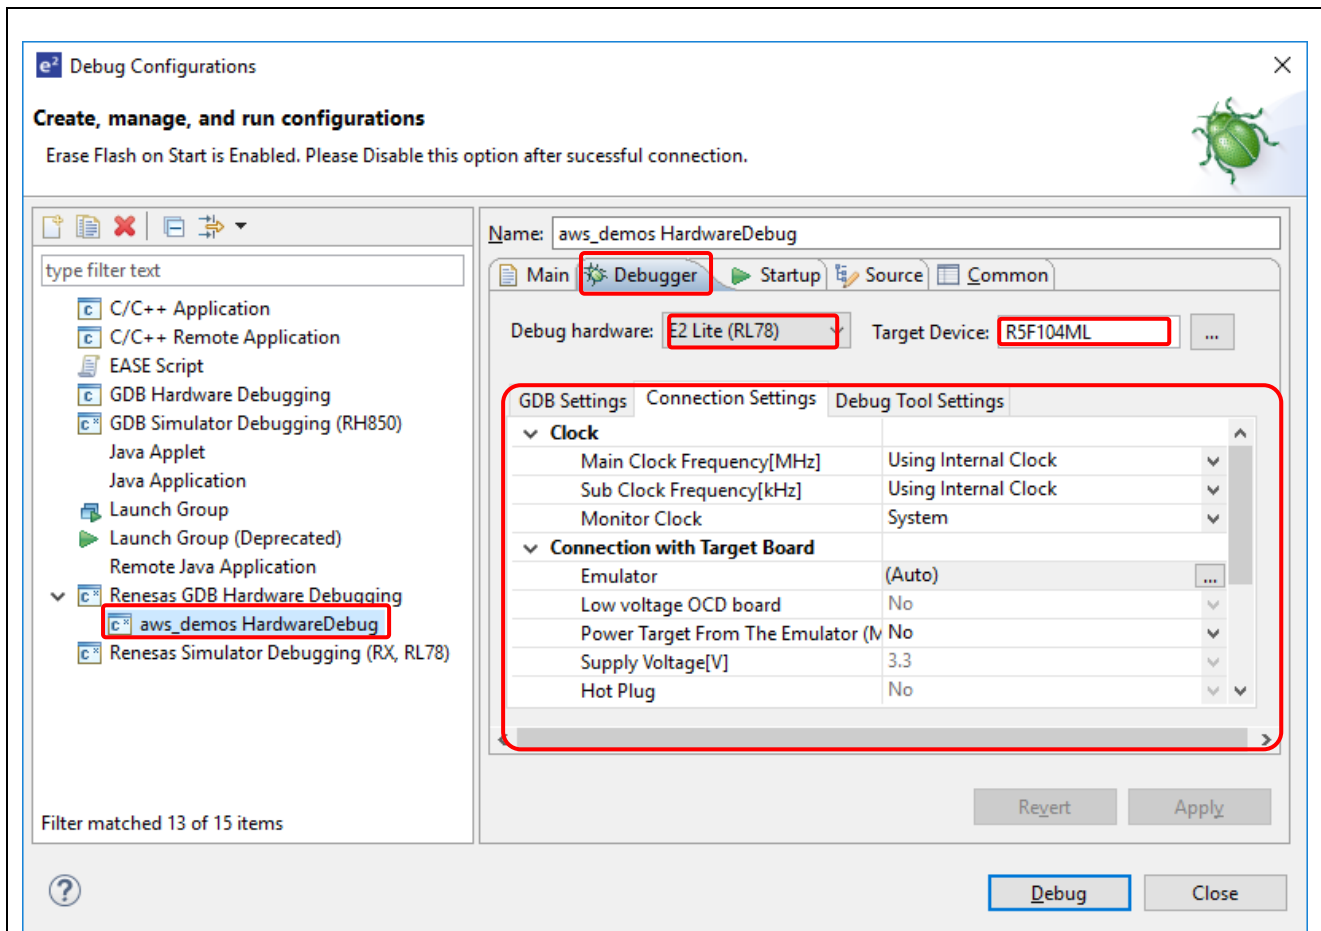 e² Debug Configurations
Create, manage, and run configurations
Erase Flash on Start is Enabled. Please Disable this option after sucessful connection.
type filter text
C/C++ Application
C/C++ Remote Application
EASE Script
GDB Hardware Debugging
GDB Simulator Debugging (RH850)
Java Applet
Java Application
Launch Group
Launch Group (Deprecated)
Remote Java Application
Renesas GDB Hardware Debugging
aws_demos HardwareDebug
Renesas Simulator Debugging (RX, RL78)
Filter matched 13 of 15 items
Name: aws_demos HardwareDebug
Main Debugger Startup Source Common
Debug hardware: E2 Lite (RL78) Target Device: R5F104ML ...
GDB Settings Connection Settings Debug Tool Settings
Clock
Main Clock Frequency[MHz] Using Internal Clock
Sub Clock Frequency[kHz] Using Internal Clock
Monitor Clock System
Connection with Target Board
Emulator (Auto) ...
Low voltage OCD board No
Power Target From The Emulator (M No
Supply Voltage[V] 3.3
Hot Plug No
Revert Apply
? Debug Close